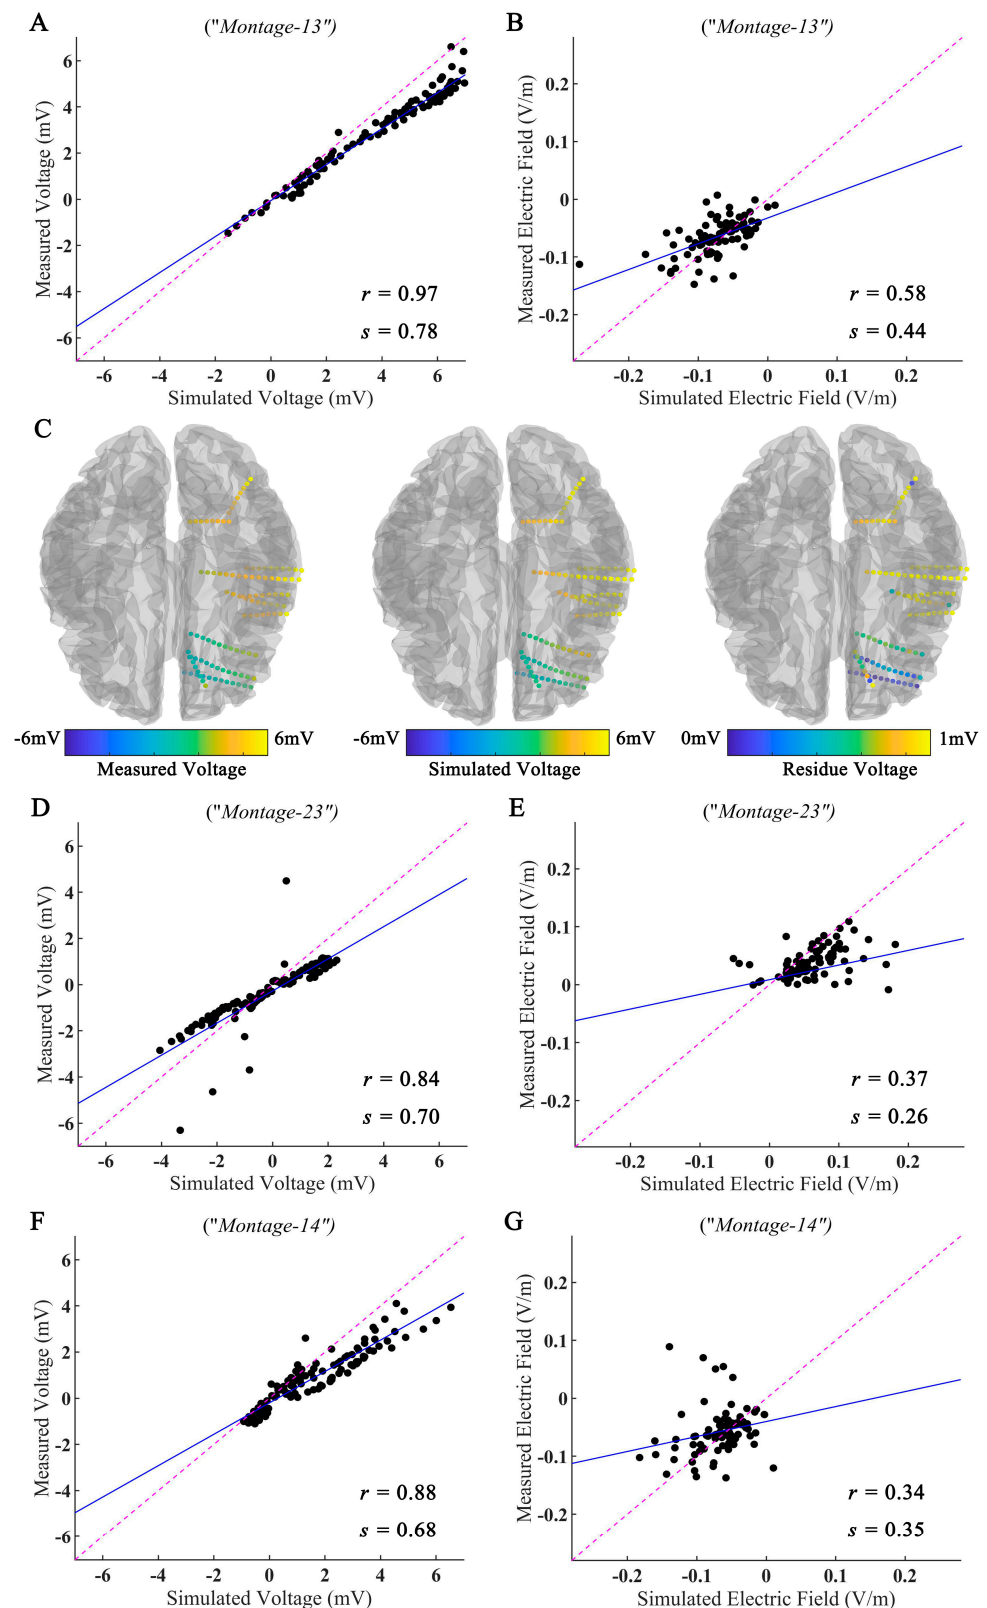 A
("Montage-13")
Measured Voltage (mV)
6
4
2
0
-2
-4
-6
r = 0.97
s = 0.78
-6 -4 -2 0 2 4 6
Simulated Voltage (mV)
B
("Montage-13")
Measured Electric Field (V/m)
0.2
0.1
0
-0.1
-0.2
r = 0.58
s = 0.44
-0.2 -0.1 0 0.1 0.2
Simulated Electric Field (V/m)
C
-6mV 6mV
Measured Voltage
-6mV 6mV
Simulated Voltage
0mV 1mV
Residue Voltage
D
("Montage-23")
Measured Voltage (mV)
6
4
2
0
-2
-4
-6
r = 0.84
s = 0.70
-6 -4 -2 0 2 4 6
Simulated Voltage (mV)
E
("Montage-23")
Measured Electric Field (V/m)
0.2
0.1
0
-0.1
-0.2
r = 0.37
s = 0.26
-0.2 -0.1 0 0.1 0.2
Simulated Electric Field (V/m)
F
("Montage-14")
Measured Voltage (mV)
6
4
2
0
-2
-4
-6
r = 0.88
s = 0.68
-6 -4 -2 0 2 4 6
Simulated Voltage (mV)
G
("Montage-14")
Measured Electric Field (V/m)
0.2
0.1
0
-0.1
-0.2
r = 0.34
s = 0.35
-0.2 -0.1 0 0.1 0.2
Simulated Electric Field (V/m)